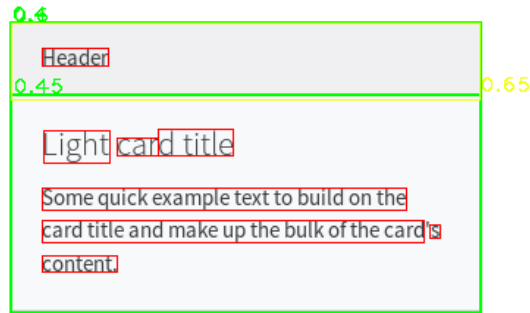 0.45
Header
0.45 0.65
Light card title
Some quick example text to build on the
card title and make up the bulk of the card's
content.